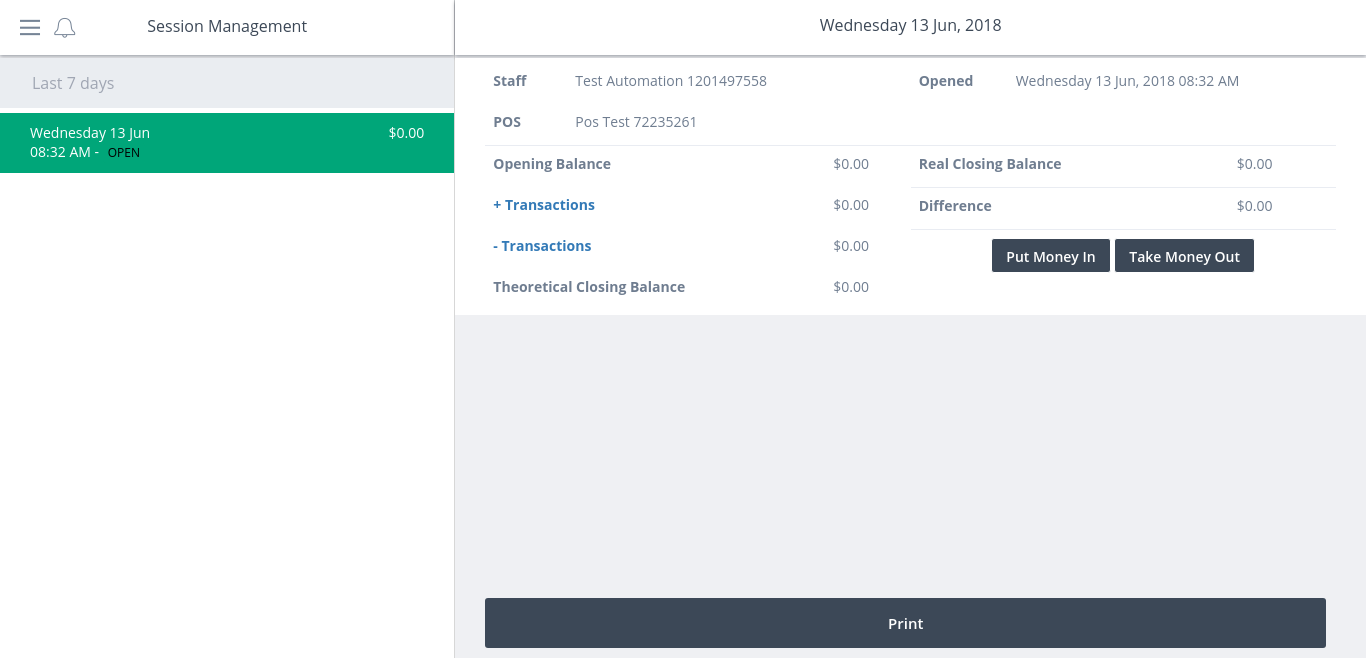 Session Management
Wednesday 13 Jun, 2018
Last 7 days
Wednesday 13 Jun $0.00
08:32 AM - OPEN
Staff Test Automation 1201497558
Opened Wednesday 13 Jun, 2018 08:32 AM
POS Pos Test 72235261
Opening Balance $0.00
+ Transactions $0.00
- Transactions $0.00
Theoretical Closing Balance $0.00
Real Closing Balance $0.00
Difference $0.00
Put Money In Take Money Out
Print